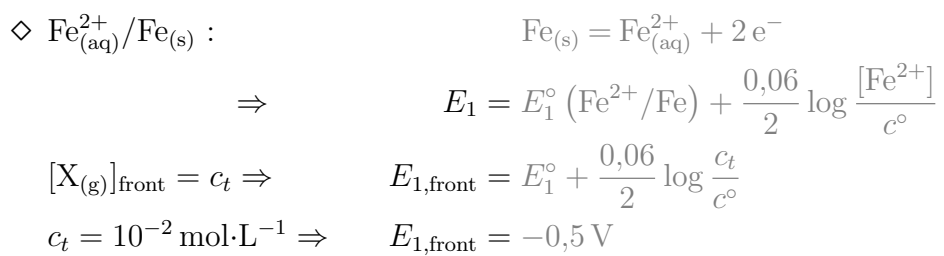 ◇ Fe²⁺₍aq₎/Fe₍s₎ : Fe₍s₎ = Fe²⁺₍aq₎ + 2 e⁻
⇒ E₁ = E₁° (Fe²⁺/Fe) + 0,06/2 log [Fe²⁺]/c°
[X₍g₎]front = cₜ ⇒ E₁,front = E₁° + 0,06/2 log cₜ/c°
cₜ = 10⁻² mol·L⁻¹ ⇒ E₁,front = −0,5 V